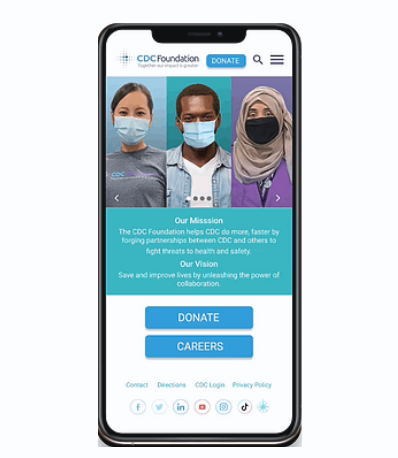 CDC Foundation
Together our impact is greater
DONATE
Our Misssion
The CDC Foundation helps CDC do more, faster by
forging partnerships between CDC and others to
fight threats to health and safety.
Our Vision
Save and improve lives by unleashing the power of
collaboration.
DONATE
CAREERS
Contact Directions CDC Login Privacy Policy